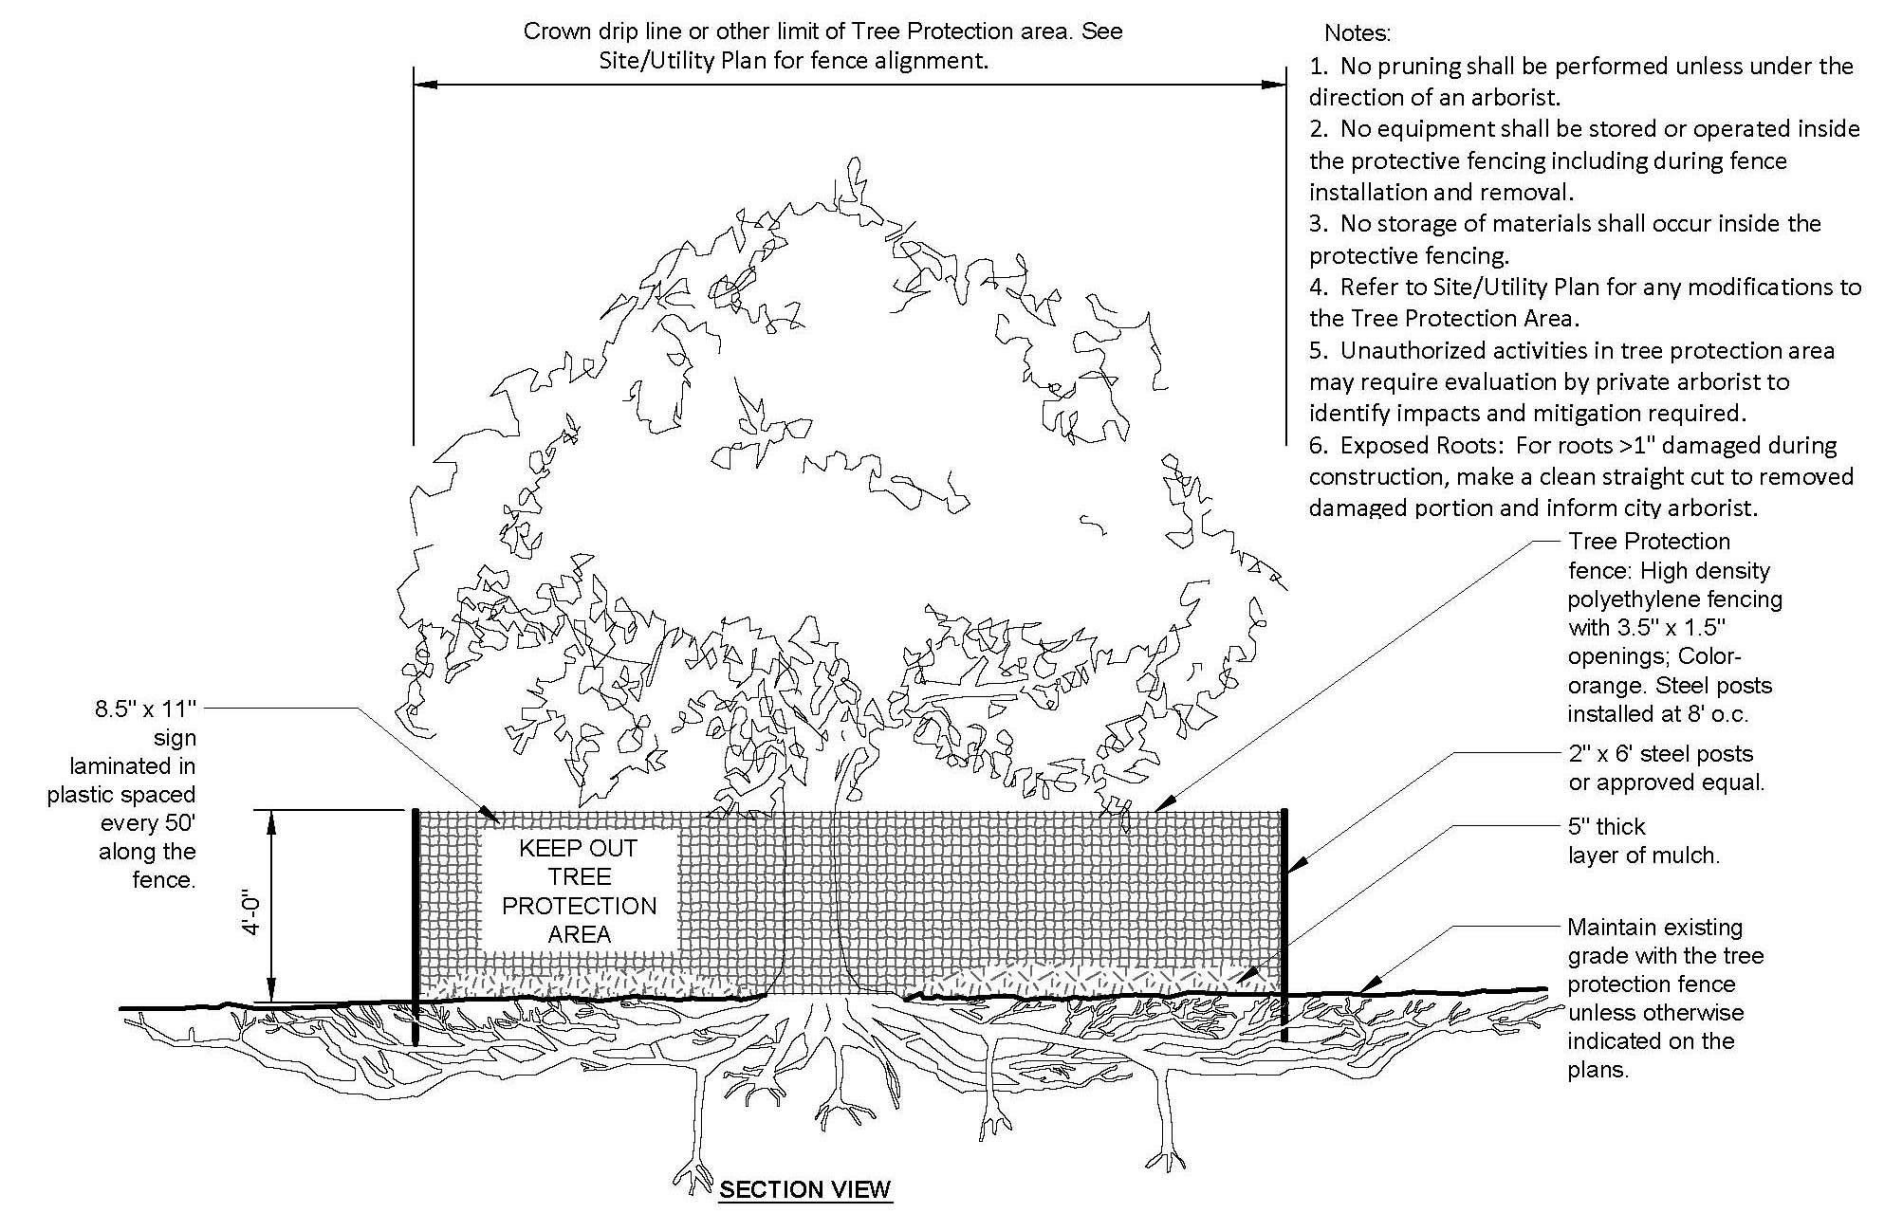 Crown drip line or other limit of Tree Protection area. See
Site/Utility Plan for fence alignment.
Notes:
1. No pruning shall be performed unless under the
direction of an arborist.
2. No equipment shall be stored or operated inside
the protective fencing including during fence
installation and removal.
3. No storage of materials shall occur inside the
protective fencing.
4. Refer to Site/Utility Plan for any modifications to
the Tree Protection Area.
5. Unauthorized activities in tree protection area
may require evaluation by private arborist to
identify impacts and mitigation required.
6. Exposed Roots: For roots >1" damaged during
construction, make a clean straight cut to removed
damaged portion and inform city arborist.
Tree Protection
fence: High density
polyethylene fencing
with 3.5" x 1.5"
openings; Color-
orange. Steel posts
installed at 8' o.c.
2" x 6' steel posts
or approved equal.
5" thick
layer of mulch.
Maintain existing
grade with the tree
protection fence
unless otherwise
indicated on the
plans.
8.5" x 11"
sign
laminated in
plastic spaced
every 50'
along the
fence.
4'-0"
KEEP OUT
TREE
PROTECTION
AREA
SECTION VIEW